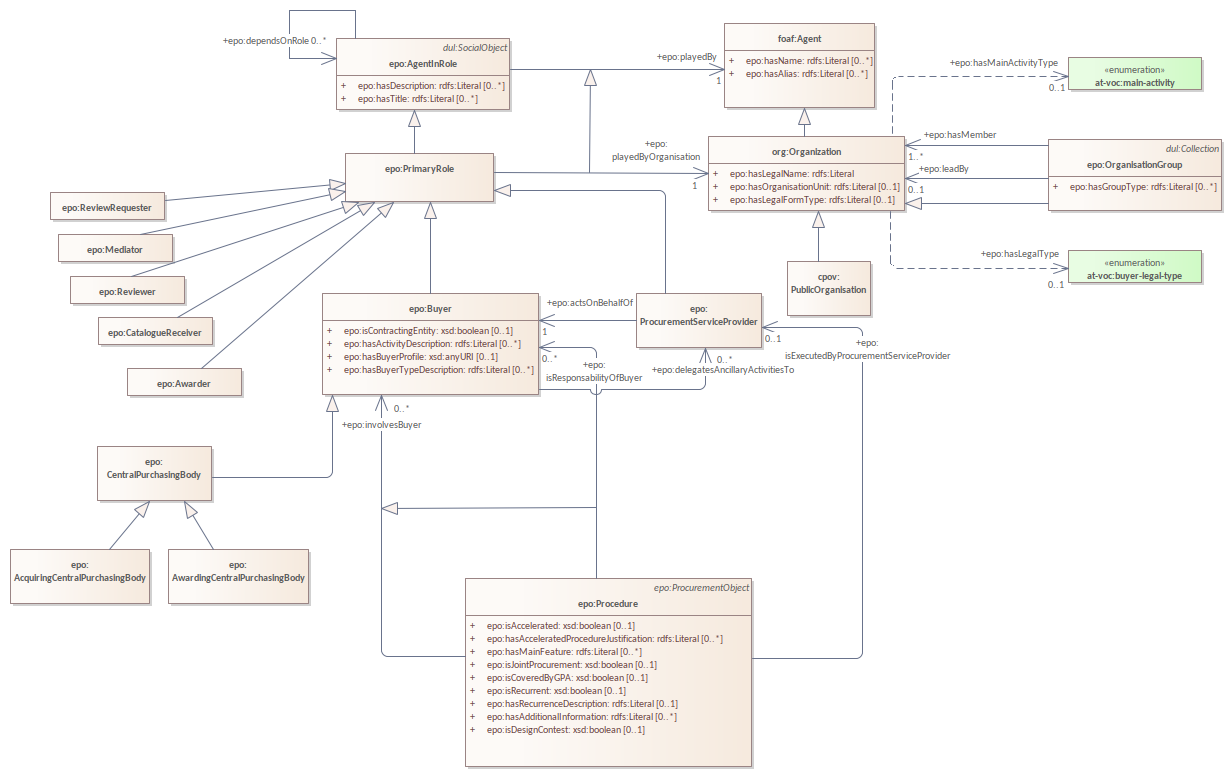 +epo:dependsOnRole 0..*
dul:SocialObject
epo:AgentInRole
+ epo:hasDescription: rdfs:Literal [0..*]
+ epo:hasTitle: rdfs:Literal [0..*]
+epo:playedBy
1
foaf:Agent
+ epo:hasName: rdfs:Literal [0..*]
+ epo:hasAlias: rdfs:Literal [0..*]
+epo:hasMainActivityType
0..1
«enumeration»
at-voc:main-activity
epo:PrimaryRole
+epo:
playedByOrganisation
1
org:Organization
+ epo:hasLegalName: rdfs:Literal
+ epo:hasOrganisationUnit: rdfs:Literal [0..1]
+ epo:hasLegalFormType: rdfs:Literal [0..1]
+epo:hasMember
1..*
+epo:leadBy
0..1
dul:Collection
epo:OrganisationGroup
+ epo:hasGroupType: rdfs:Literal [0..*]
epo:ReviewRequester
epo:Mediator
epo:Reviewer
epo:CatalogueReceiver
epo:Awarder
+epo:hasLegalType
0..1
«enumeration»
at-voc:buyer-legal-type
cpov:
PublicOrganisation
epo:Buyer
+ epo:isContractingEntity: xsd:boolean [0..1]
+ epo:hasActivityDescription: rdfs:Literal [0..*]
+ epo:hasBuyerProfile: xsd:anyURI [0..1]
+ epo:hasBuyerTypeDescription: rdfs:Literal [0..*]
+epo:actsOnBehalfOf
1
epo:
ProcurementServiceProvider
0..1
+epo:
isExecutedByProcurementServiceProvider
0..*
+epo:
isResponsabilityOfBuyer
0..*
+epo:delegatesAncillaryActivitiesTo
0..*
+epo:involvesBuyer
epo:
CentralPurchasingBody
epo:
AcquiringCentralPurchasingBody
epo:
AwardingCentralPurchasingBody
epo:ProcurementObject
epo:Procedure
+ epo:isAccelerated: xsd:boolean [0..1]
+ epo:hasAcceleratedProcedureJustification: rdfs:Literal [0..*]
+ epo:hasMainFeature: rdfs:Literal [0..*]
+ epo:isJointProcurement: xsd:boolean [0..1]
+ epo:isCoveredByGPA: xsd:boolean [0..1]
+ epo:isRecurrent: xsd:boolean [0..1]
+ epo:hasRecurrenceDescription: rdfs:Literal [0..1]
+ epo:hasAdditionalInformation: rdfs:Literal [0..*]
+ epo:isDesignContest: xsd:boolean [0..1]